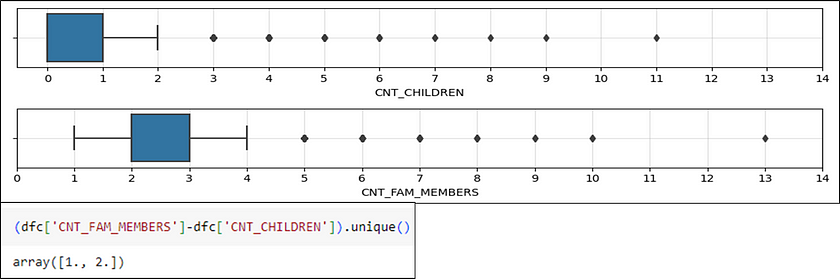 0 1 2 3 4 5 6 7 8 9 10 11 12 13 14
CNT_CHILDREN
0 1 2 3 4 5 6 7 8 9 10 11 12 13 14
CNT_FAM_MEMBERS
(dfc['CNT_FAM_MEMBERS']-dfc['CNT_CHILDREN']).unique()
array([1., 2.])